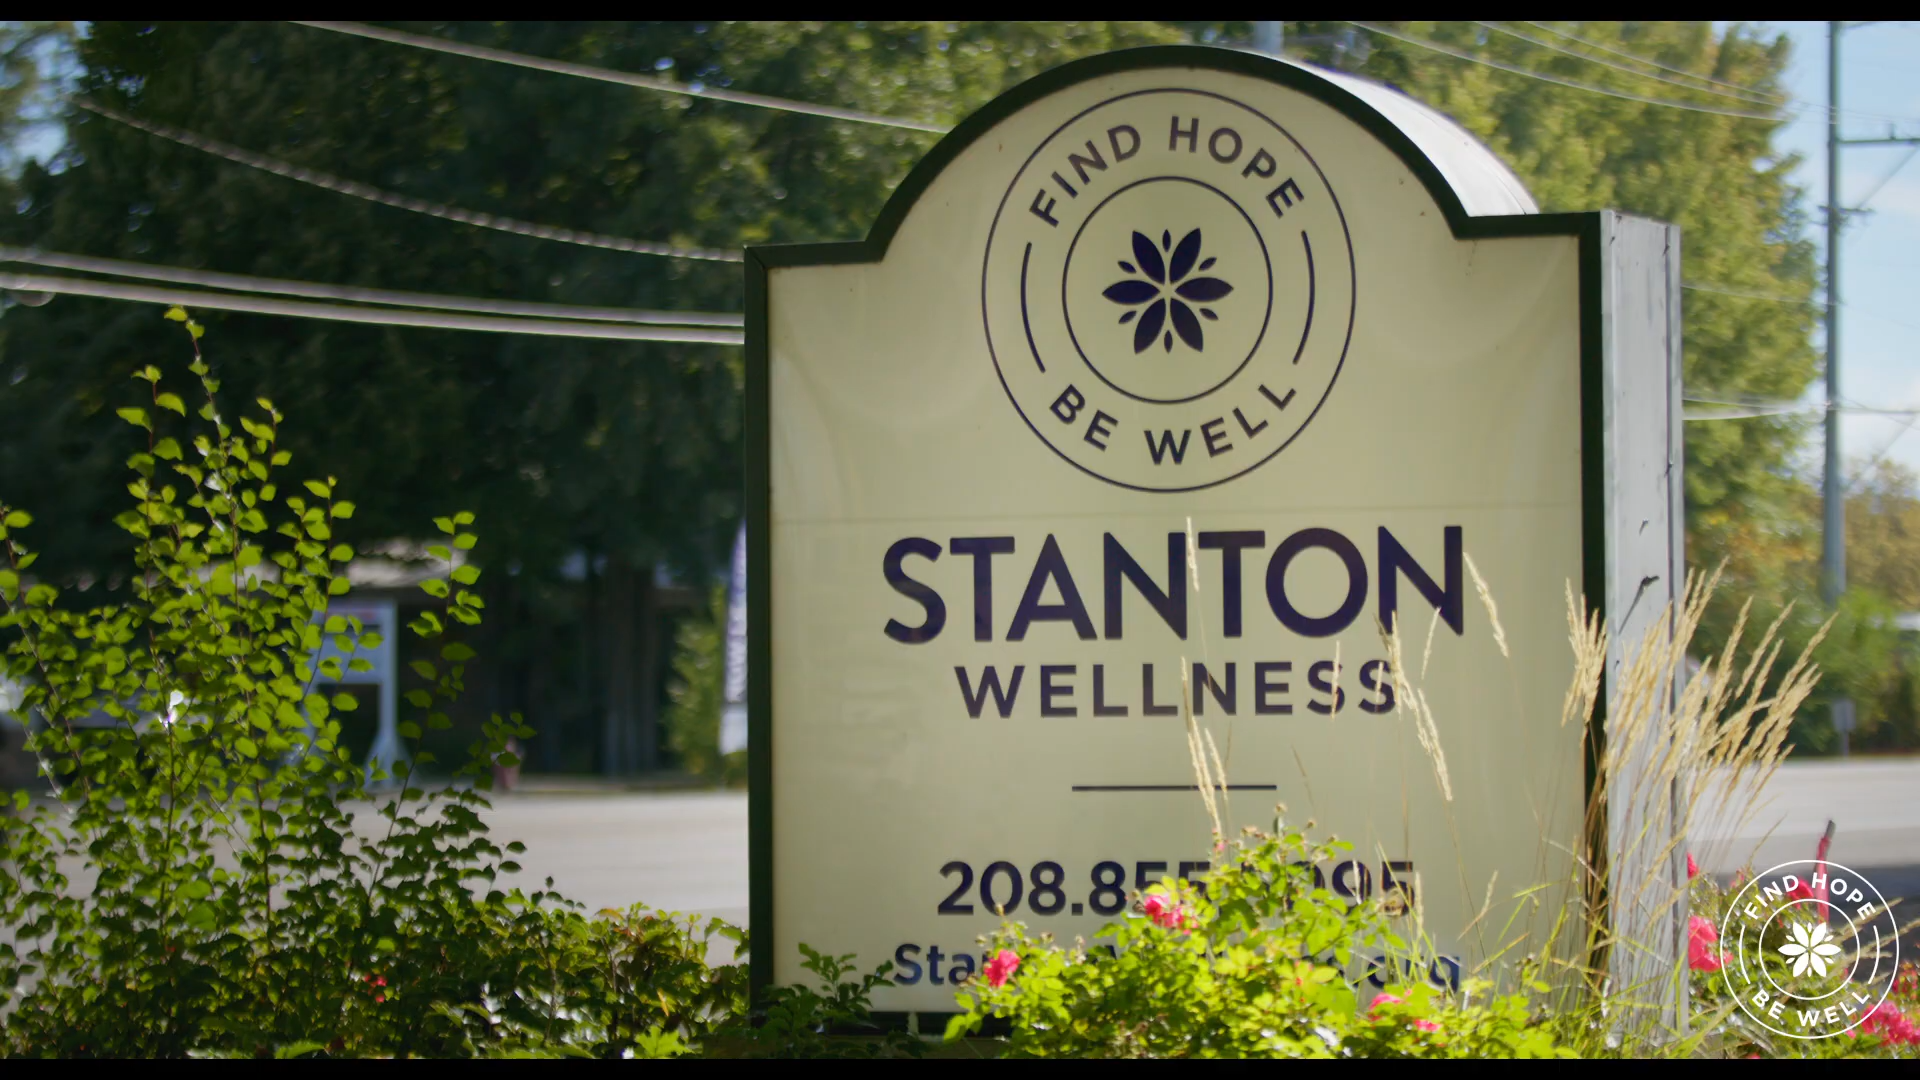 FIND HOPE
BE WELL
STANTON
WELLNESS
FIND HOPE
BE WELL